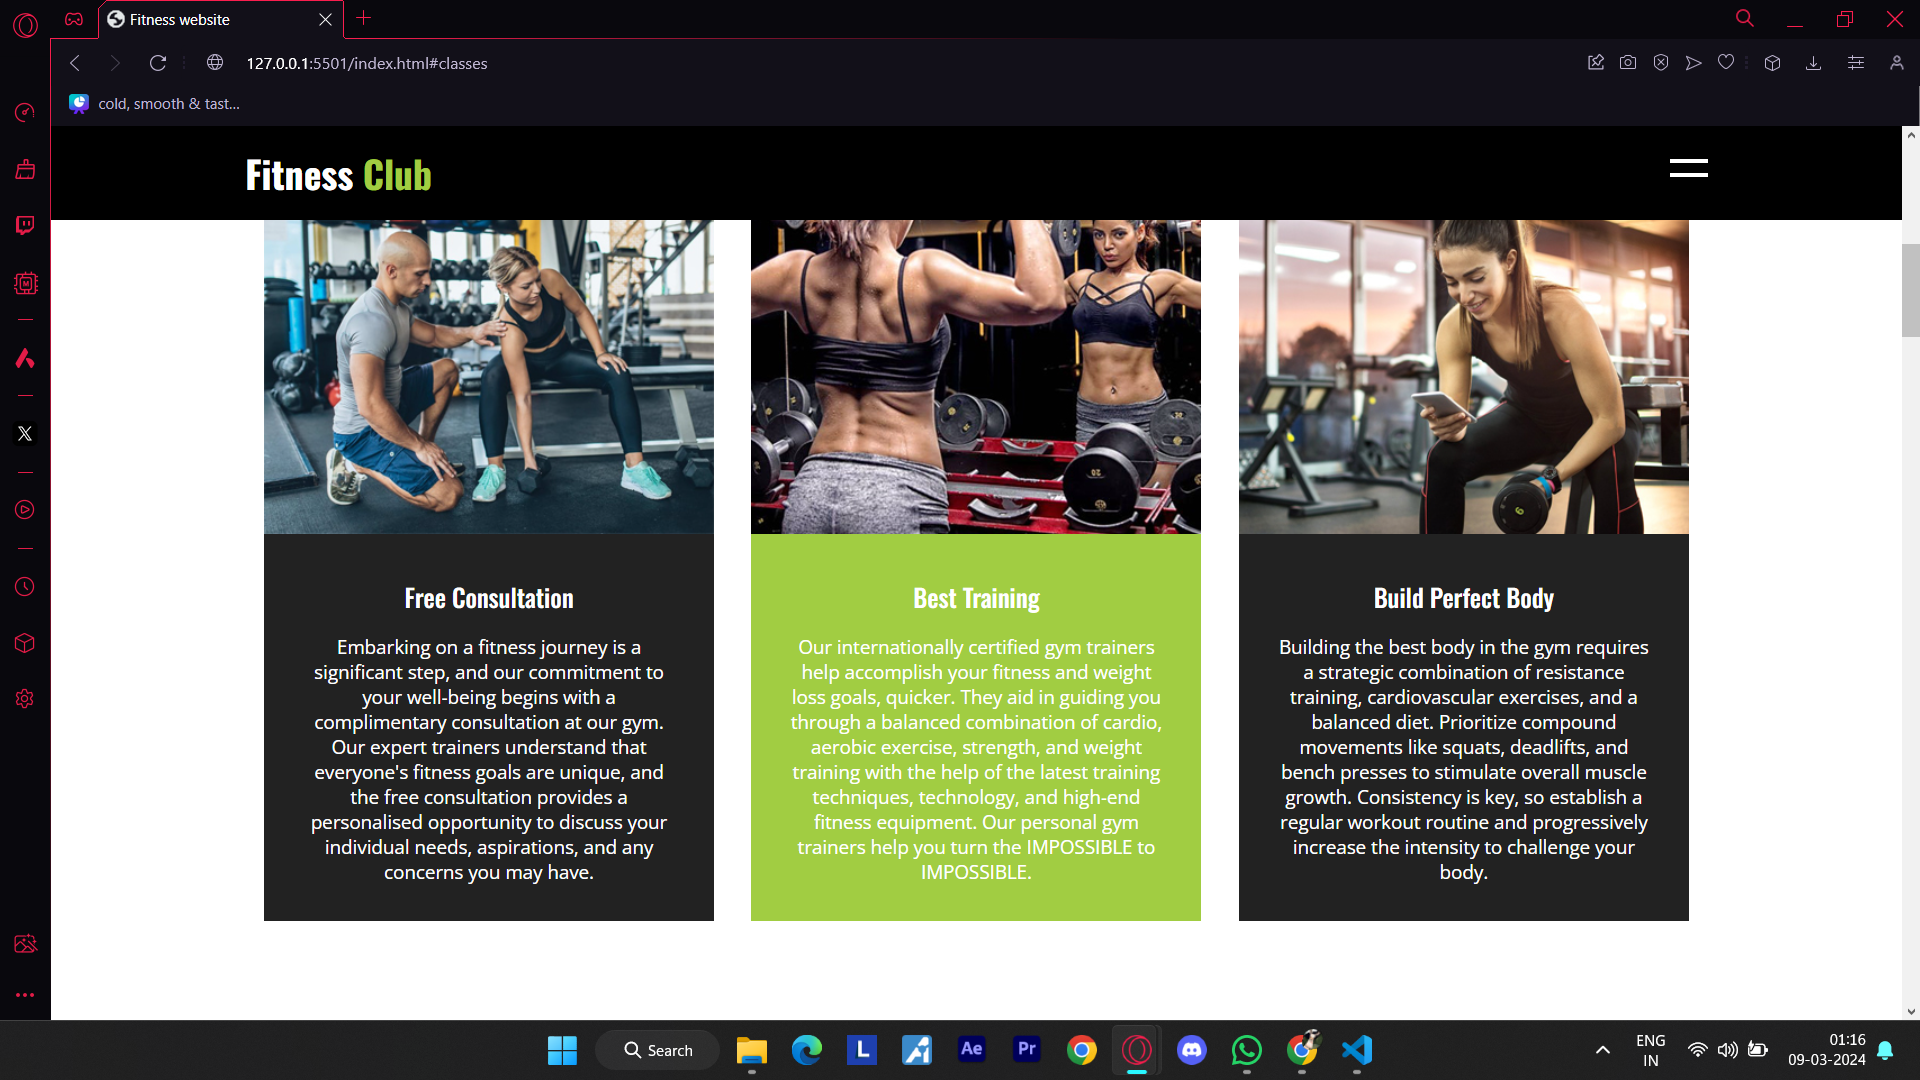 Fitness website
127.0.0.1:5501/index.html#classes
cold, smooth & tast...
Fitness Club
Free Consultation
Embarking on a fitness journey is a
significant step, and our commitment to
your well-being begins with a
complimentary consultation at our gym.
Our expert trainers understand that
everyone's fitness goals are unique, and
the free consultation provides a
personalised opportunity to discuss your
individual needs, aspirations, and any
concerns you may have.
Best Training
Our internationally certified gym trainers
help accomplish your fitness and weight
loss goals, quicker. They aid in guiding you
through a balanced combination of cardio,
aerobic exercise, strength, and weight
training with the help of the latest training
techniques, technology, and high-end
fitness equipment. Our personal gym
trainers help you turn the IMPOSSIBLE to
IMPOSSIBLE.
Build Perfect Body
Building the best body in the gym requires
a strategic combination of resistance
training, cardiovascular exercises, and a
balanced diet. Prioritize compound
movements like squats, deadlifts, and
bench presses to stimulate overall muscle
growth. Consistency is key, so establish a
regular workout routine and progressively
increase the intensity to challenge your
body.
Search
L
Ae
Pr
ENG
IN
01:16
09-03-2024